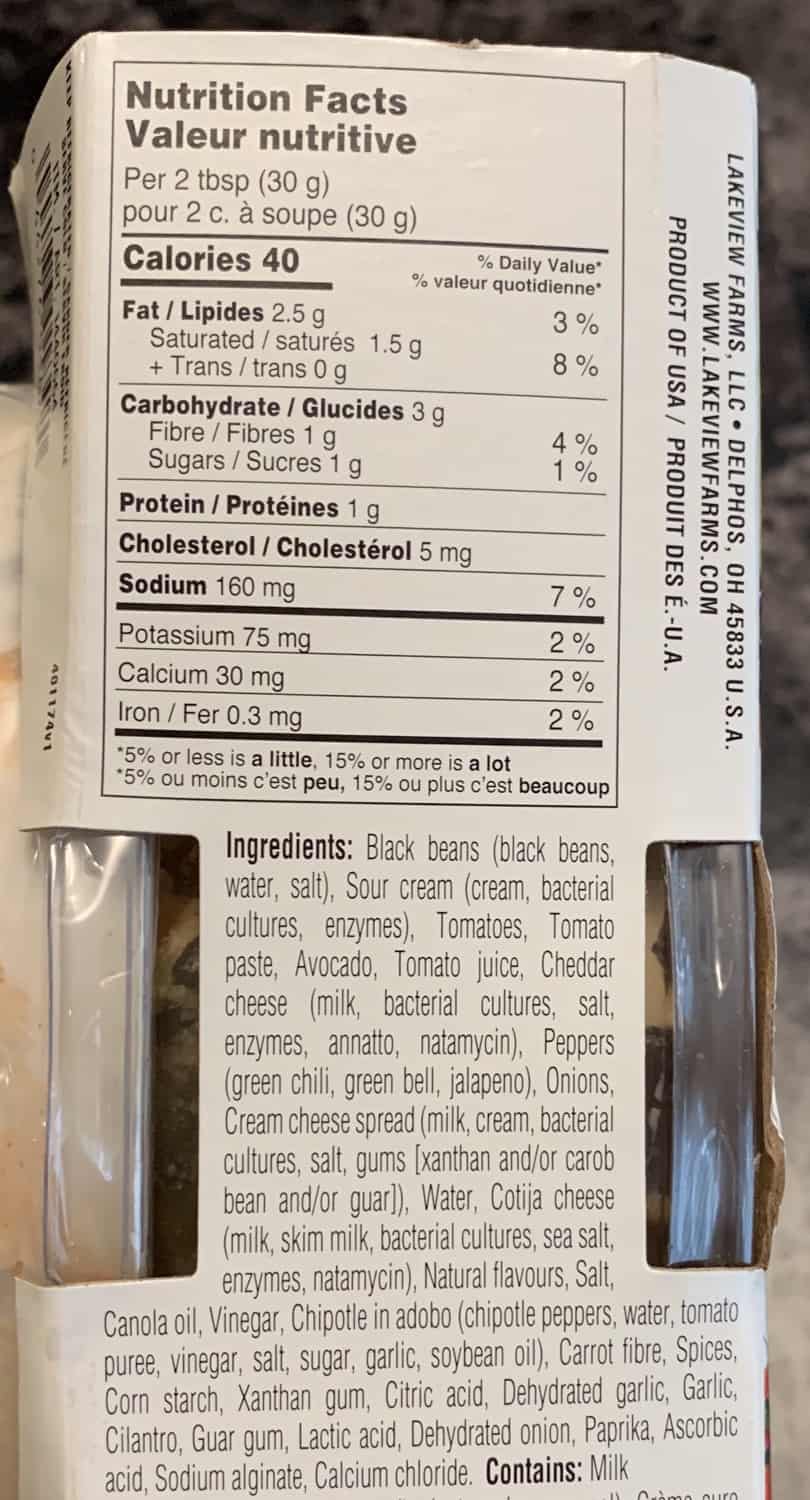 Nutrition Facts
Valeur nutritive
Per 2 tbsp (30 g)
pour 2 c. à soupe (30 g)
Calories 40
% Daily Value*
% valeur quotidienne*
Fat / Lipides 2.5 g 3 %
Saturated / saturés 1.5 g
+ Trans / trans 0 g 8 %
Carbohydrate / Glucides 3 g
Fibre / Fibres 1 g 4 %
Sugars / Sucres 1 g 1 %
Protein / Protéines 1 g
Cholesterol / Cholestérol 5 mg
Sodium 160 mg 7 %
Potassium 75 mg 2 %
Calcium 30 mg 2 %
Iron / Fer 0.3 mg 2 %
*5% or less is a little, 15% or more is a lot
*5% ou moins c'est peu, 15% ou plus c'est beaucoup
LAKEVIEW FARMS, LLC • DELPHOS, OH 45833 U.S.A.
WWW.LAKEVIEWFARMS.COM
PRODUCT OF USA / PRODUIT DES É.-U.A.
401174V1
Ingredients: Black beans (black beans,
water, salt), Sour cream (cream, bacterial
cultures, enzymes), Tomatoes, Tomato
paste, Avocado, Tomato juice, Cheddar
cheese (milk, bacterial cultures, salt,
enzymes, annatto, natamycin), Peppers
(green chili, green bell, jalapeno), Onions,
Cream cheese spread (milk, cream, bacterial
cultures, salt, gums [xanthan and/or carob
bean and/or guar]), Water, Cotija cheese
(milk, skim milk, bacterial cultures, sea salt,
enzymes, natamycin), Natural flavours, Salt,
Canola oil, Vinegar, Chipotle in adobo (chipotle peppers, water, tomato
puree, vinegar, salt, sugar, garlic, soybean oil), Carrot fibre, Spices,
Corn starch, Xanthan gum, Citric acid, Dehydrated garlic, Garlic,
Cilantro, Guar gum, Lactic acid, Dehydrated onion, Paprika, Ascorbic
acid, Sodium alginate, Calcium chloride. Contains: Milk